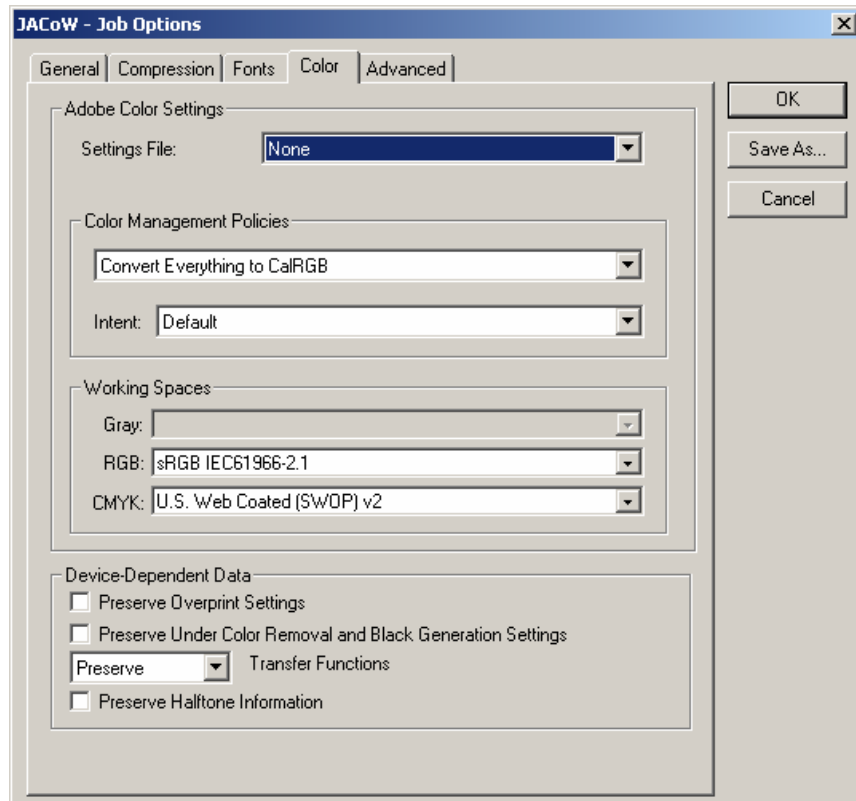 JACoW - Job Options
General Compression Fonts Color Advanced
OK
Save As...
Cancel
Adobe Color Settings
Settings File: None
Color Management Policies
Convert Everything to CalRGB
Intent: Default
Working Spaces
Gray:
RGB: sRGB IEC61966-2.1
CMYK: U.S. Web Coated (SWOP) v2
Device-Dependent Data
Preserve Overprint Settings
Preserve Under Color Removal and Black Generation Settings
Preserve Transfer Functions
Preserve Halftone Information